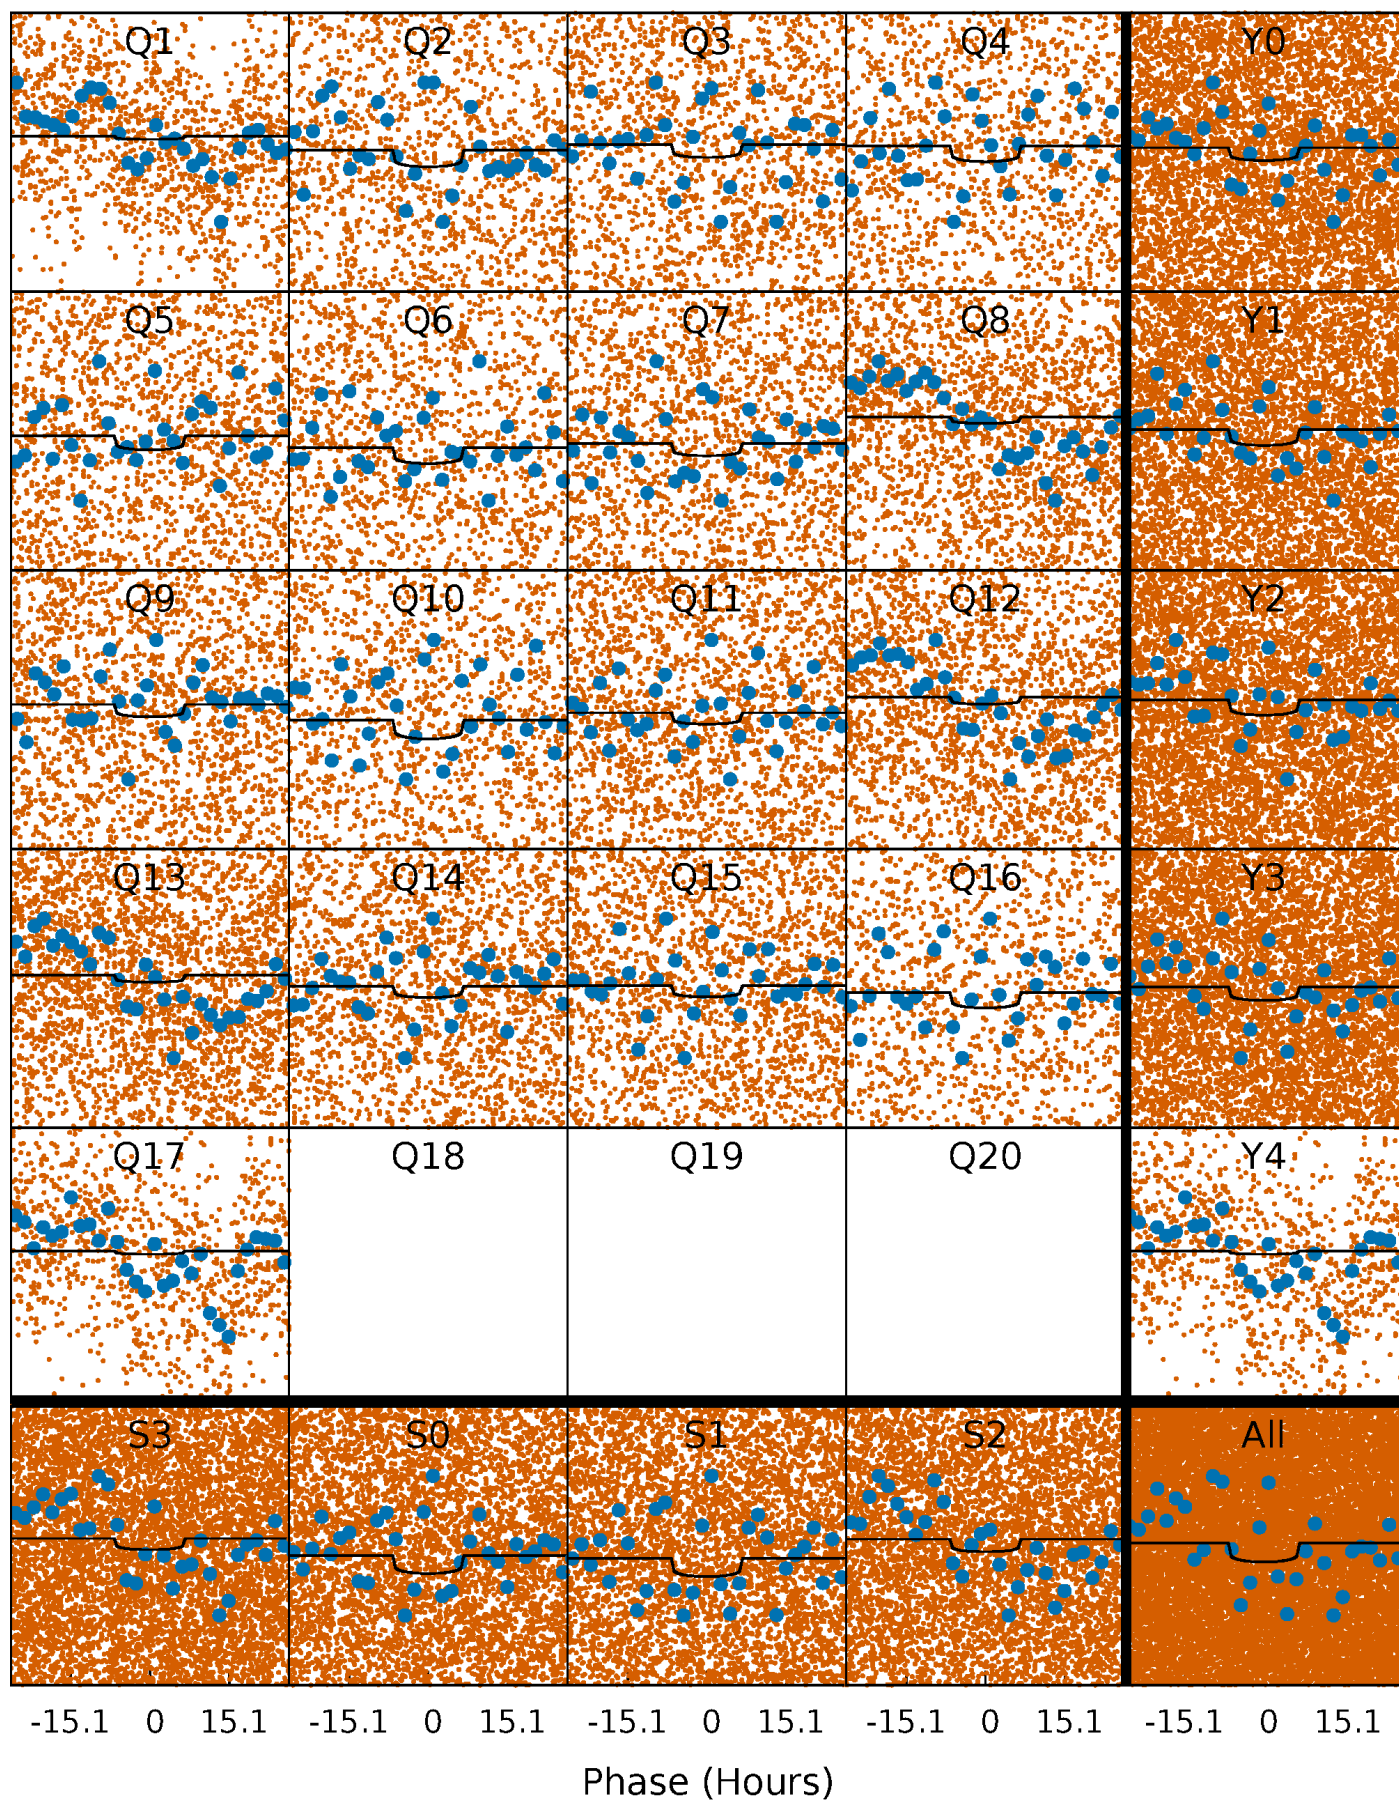 Q1 Q2 Q3 Q4 Y0
Q5 Q6 Q7 Q8 Y1
Q9 Q10 Q11 Q12 Y2
Q13 Q14 Q15 Q16 Y3
Q17 Q18 Q19 Q20 Y4
S3 S0 S1 S2 All
-15.1 0 15.1 -15.1 0 15.1 -15.1 0 15.1 -15.1 0 15.1 -15.1 0 15.1
Phase (Hours)